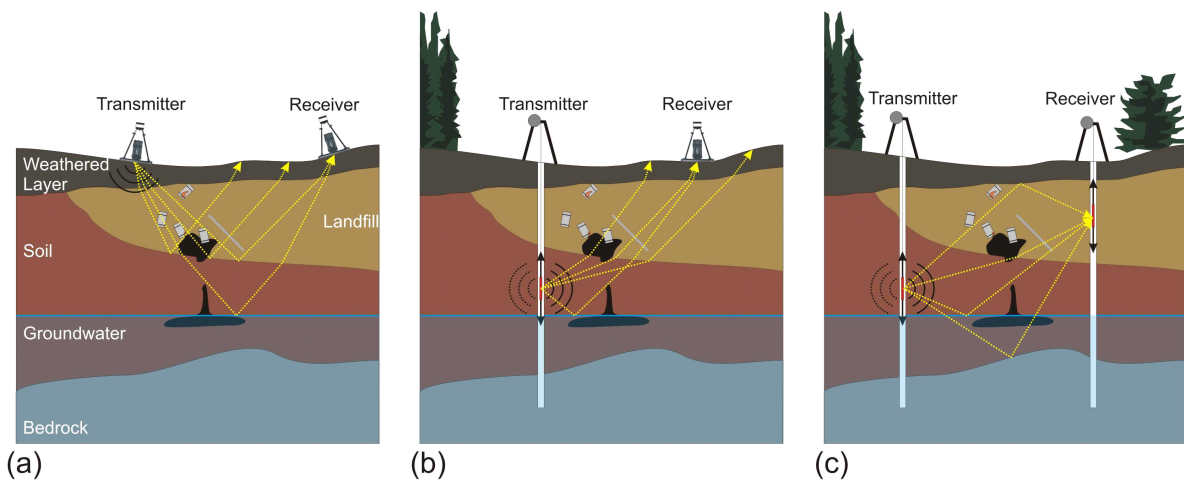 Transmitter
Receiver
Weathered
Layer
Landfill
Soil
Groundwater
Bedrock
(a)
Transmitter
Receiver
(b)
Transmitter
Receiver
(c)